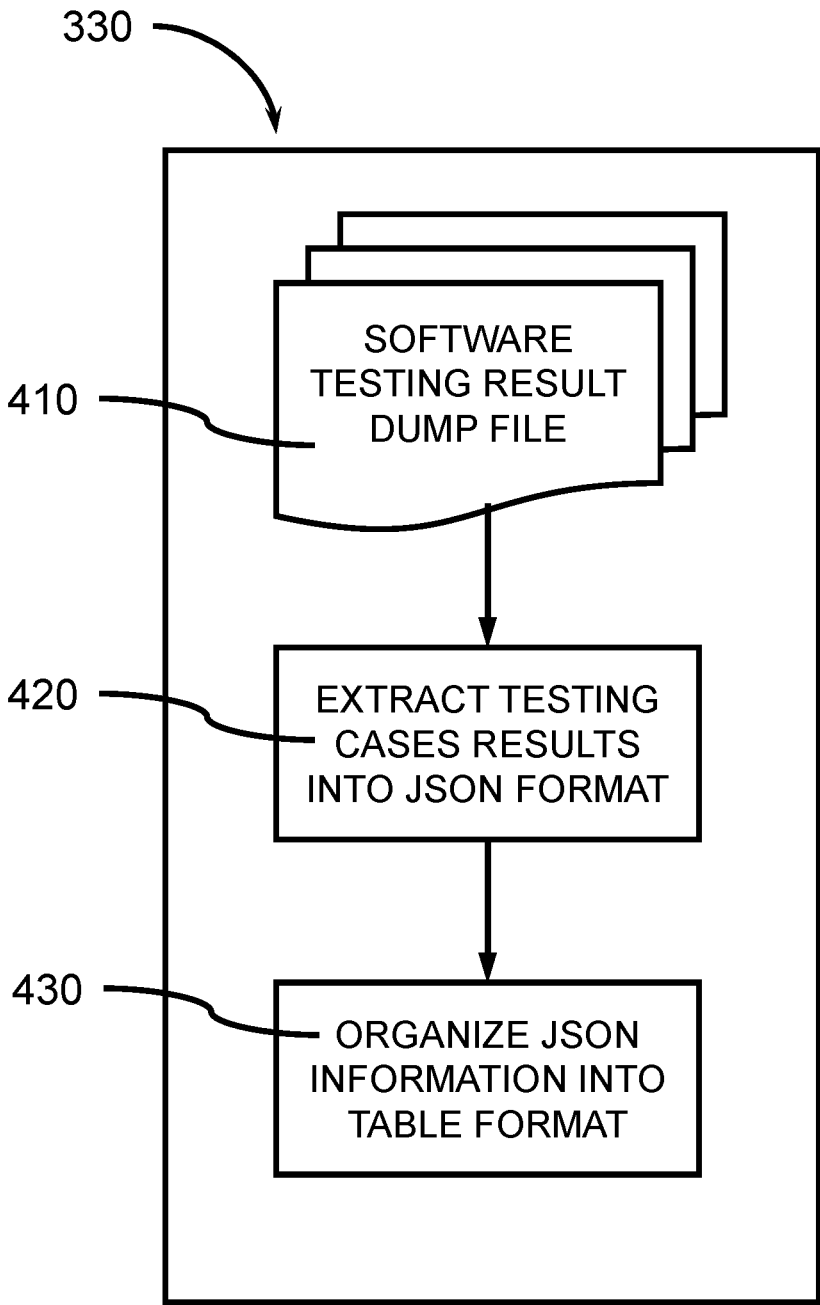 330
SOFTWARE
TESTING RESULT
DUMP FILE
410
EXTRACT TESTING
CASES RESULTS
INTO JSON FORMAT
420
ORGANIZE JSON
INFORMATION INTO
TABLE FORMAT
430